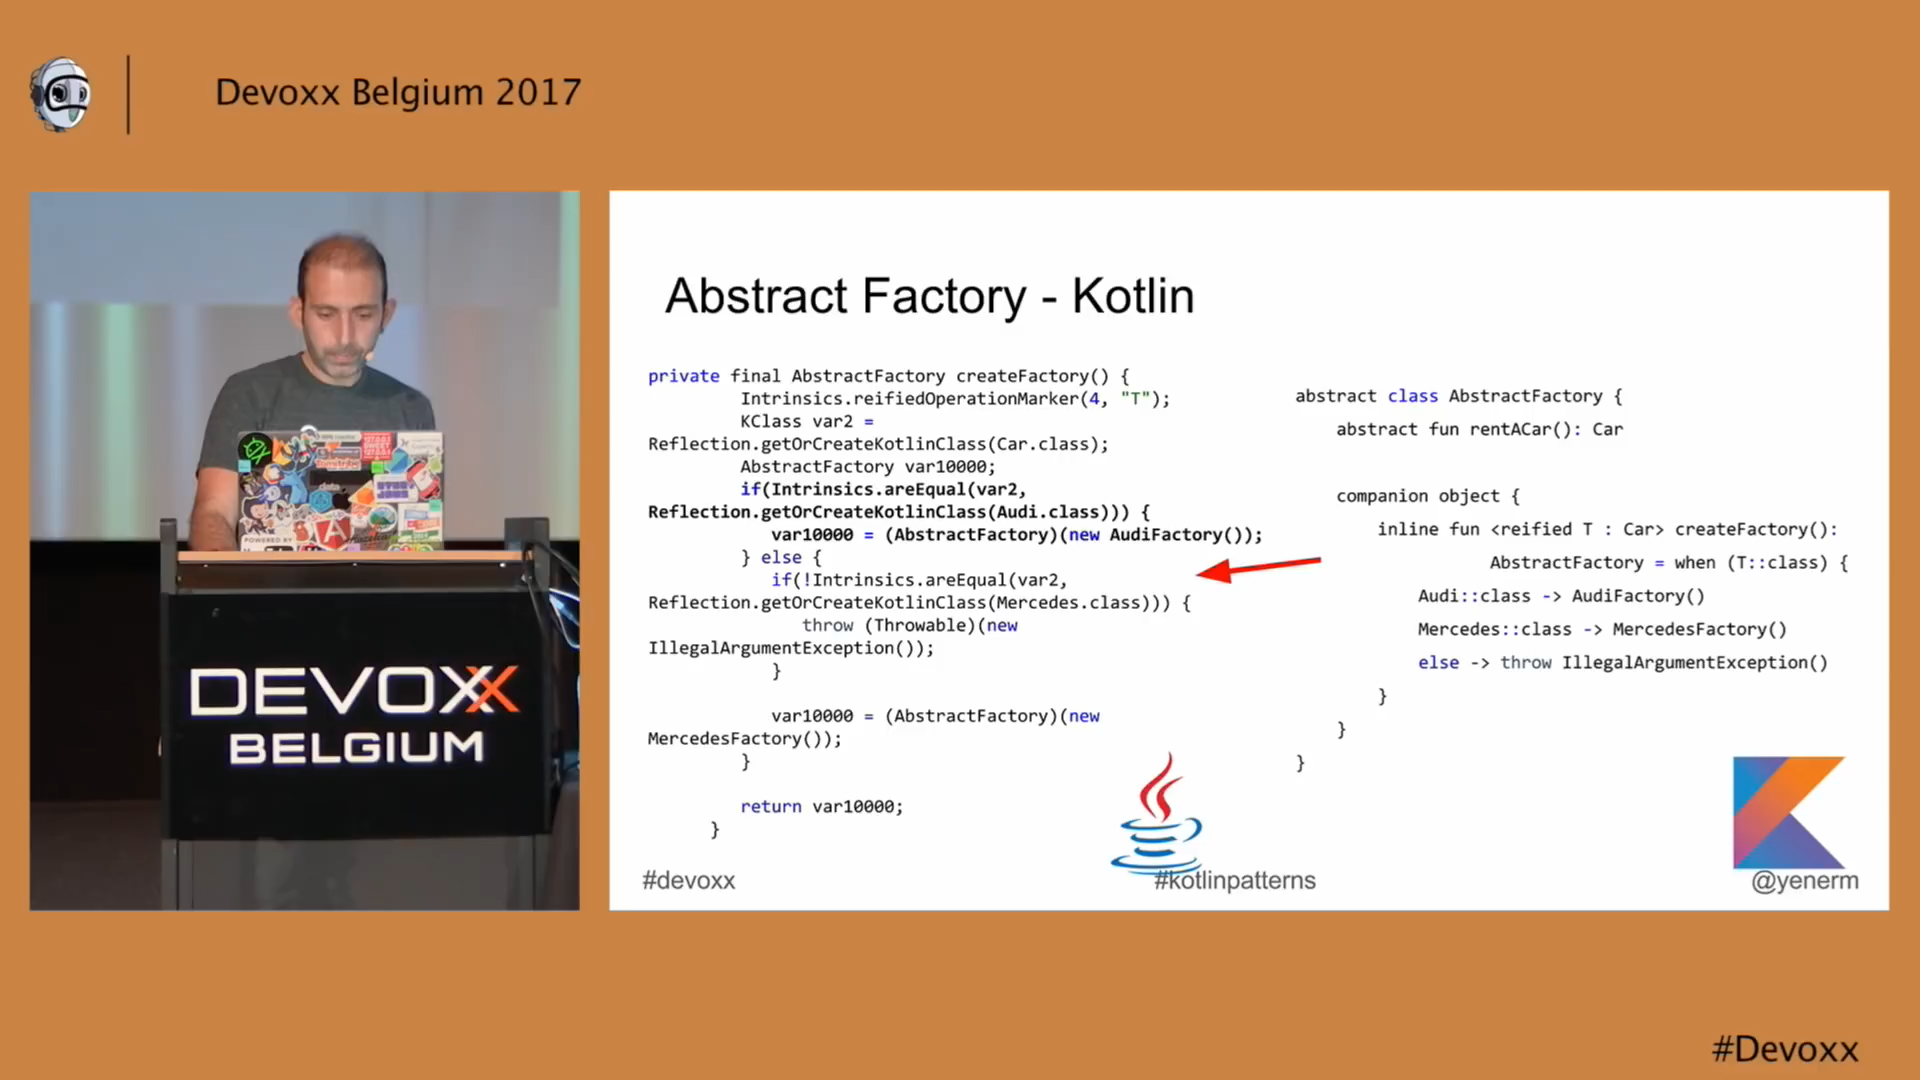 Devoxx Belgium 2017
POWERED BY
DEVOXX
BELGIUM
Abstract Factory - Kotlin
private final AbstractFactory createFactory() {
Intrinsics.reifiedOperationMarker(4, "T");
KClass var2 =
Reflection.getOrCreateKotlinClass(Car.class);
AbstractFactory var10000;
if(Intrinsics.areEqual(var2,
Reflection.getOrCreateKotlinClass(Audi.class))) {
var10000 = (AbstractFactory)(new AudiFactory());
} else {
if(!Intrinsics.areEqual(var2,
Reflection.getOrCreateKotlinClass(Mercedes.class))) {
throw (Throwable)(new
IllegalArgumentException());
}
var10000 = (AbstractFactory)(new
MercedesFactory());
}
return var10000;
}
abstract class AbstractFactory {
abstract fun rentACar(): Car
companion object {
inline fun <reified T : Car> createFactory():
AbstractFactory = when (T::class) {
Audi::class -> AudiFactory()
Mercedes::class -> MercedesFactory()
else -> throw IllegalArgumentException()
}
}
}
#devoxx
#kotlinpatterns
@yenerm
#Devoxx